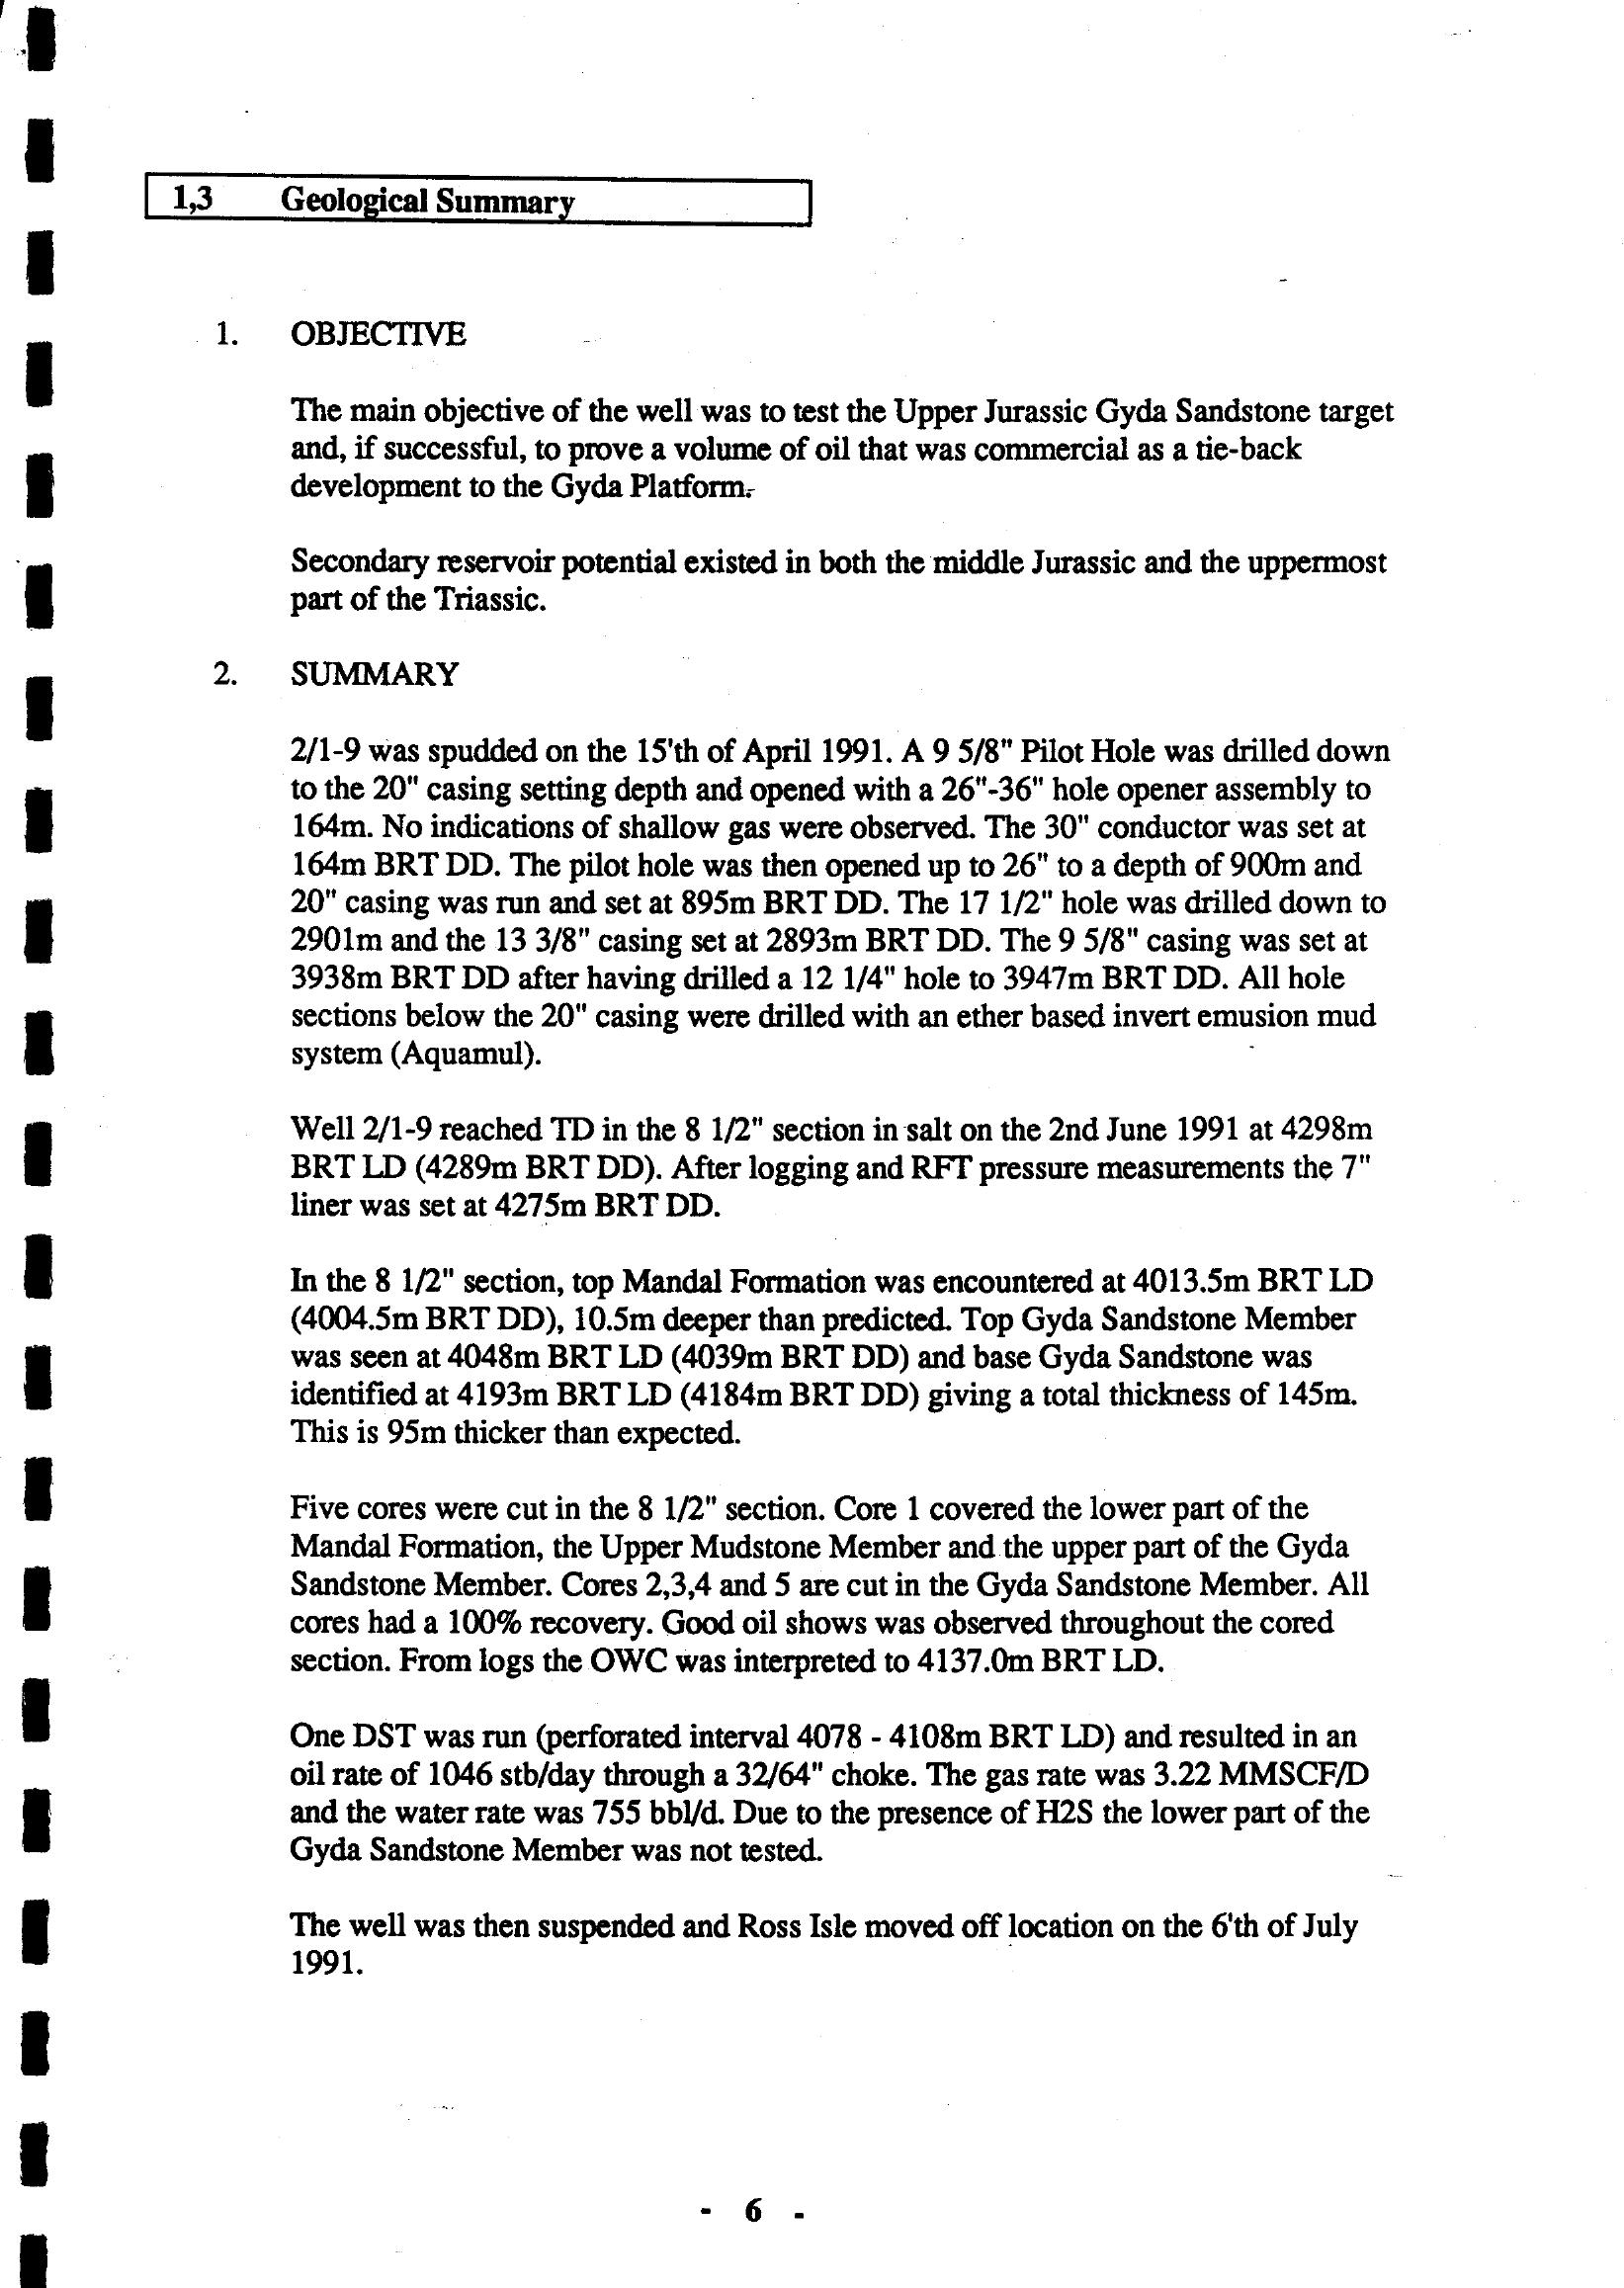 1,3 Geological Summary
1. OBJECTIVE
The main objective of the well was to test the Upper Jurassic Gyda Sandstone target
and, if successful, to prove a volume of oil that was commercial as a tie-back
development to the Gyda Platform.
Secondary reservoir potential existed in both the middle Jurassic and the uppermost
part of the Triassic.
2. SUMMARY
2/1-9 was spudded on the 15'th of April 1991. A 9 5/8" Pilot Hole was drilled down
to the 20" casing setting depth and opened with a 26"-36" hole opener assembly to
164m. No indications of shallow gas were observed. The 30" conductor was set at
164m BRT DD. The pilot hole was then opened up to 26" to a depth of 900m and
20" casing was run and set at 895m BRT DD. The 17 1/2" hole was drilled down to
2901m and the 13 3/8" casing set at 2893m BRT DD. The 9 5/8" casing was set at
3938m BRT DD after having drilled a 12 1/4" hole to 3947m BRT DD. All hole
sections below the 20" casing were drilled with an ether based invert emusion mud
system (Aquamul).
Well 2/1-9 reached TD in the 8 1/2" section in salt on the 2nd June 1991 at 4298m
BRT LD (4289m BRT DD). After logging and RFT pressure measurements the 7"
liner was set at 4275m BRT DD.
In the 8 1/2" section, top Mandal Formation was encountered at 4013.5m BRT LD
(4004.5m BRT DD), 10.5m deeper than predicted. Top Gyda Sandstone Member
was seen at 4048m BRT LD (4039m BRT DD) and base Gyda Sandstone was
identified at 4193m BRT LD (4184m BRT DD) giving a total thickness of 145m.
This is 95m thicker than expected.
Five cores were cut in the 8 1/2" section. Core 1 covered the lower part of the
Mandal Formation, the Upper Mudstone Member and the upper part of the Gyda
Sandstone Member. Cores 2,3,4 and 5 are cut in the Gyda Sandstone Member. All
cores had a 100% recovery. Good oil shows was observed throughout the cored
section. From logs the OWC was interpreted to 4137.0m BRT LD.
One DST was run (perforated interval 4078 - 4108m BRT LD) and resulted in an
oil rate of 1046 stb/day through a 32/64" choke. The gas rate was 3.22 MMSCF/D
and the water rate was 755 bbl/d. Due to the presence of H2S the lower part of the
Gyda Sandstone Member was not tested.
The well was then suspended and Ross Isle moved off location on the 6'th of July
1991.
- 6 -